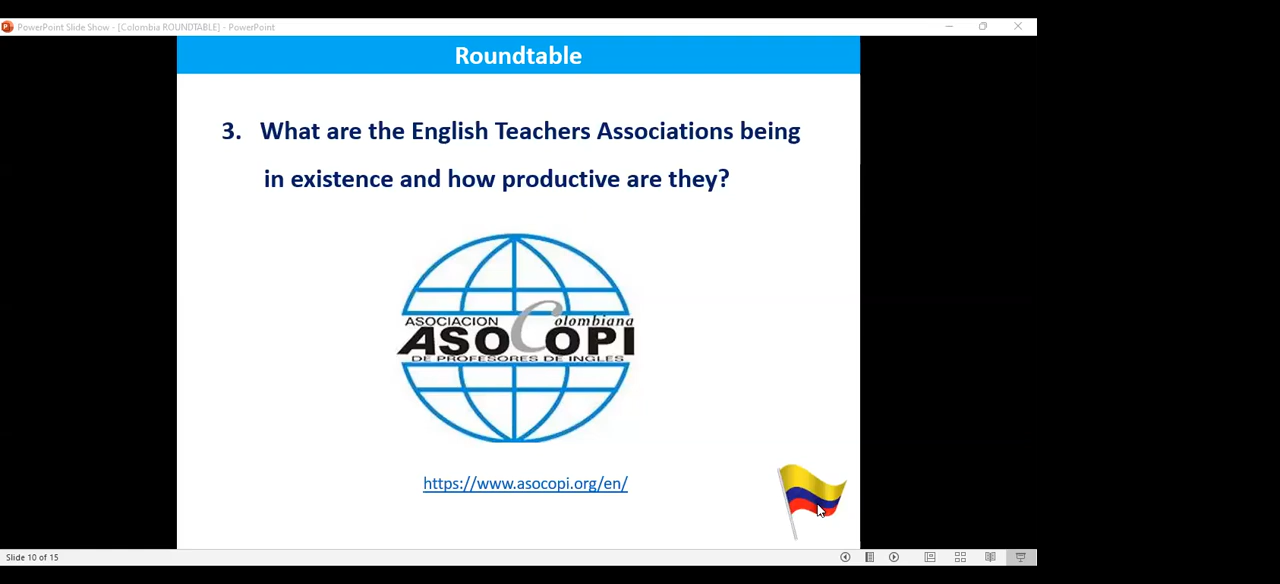 PowerPoint Slide Show - [Colombia ROUNDTABLE] - PowerPoint
Roundtable
3. What are the English Teachers Associations being
in existence and how productive are they?
ASOCIACION Colombiana
ASOCOPI
DE PROFESORES DE INGLES
https://www.asocopi.org/en/
Slide 10 of 15